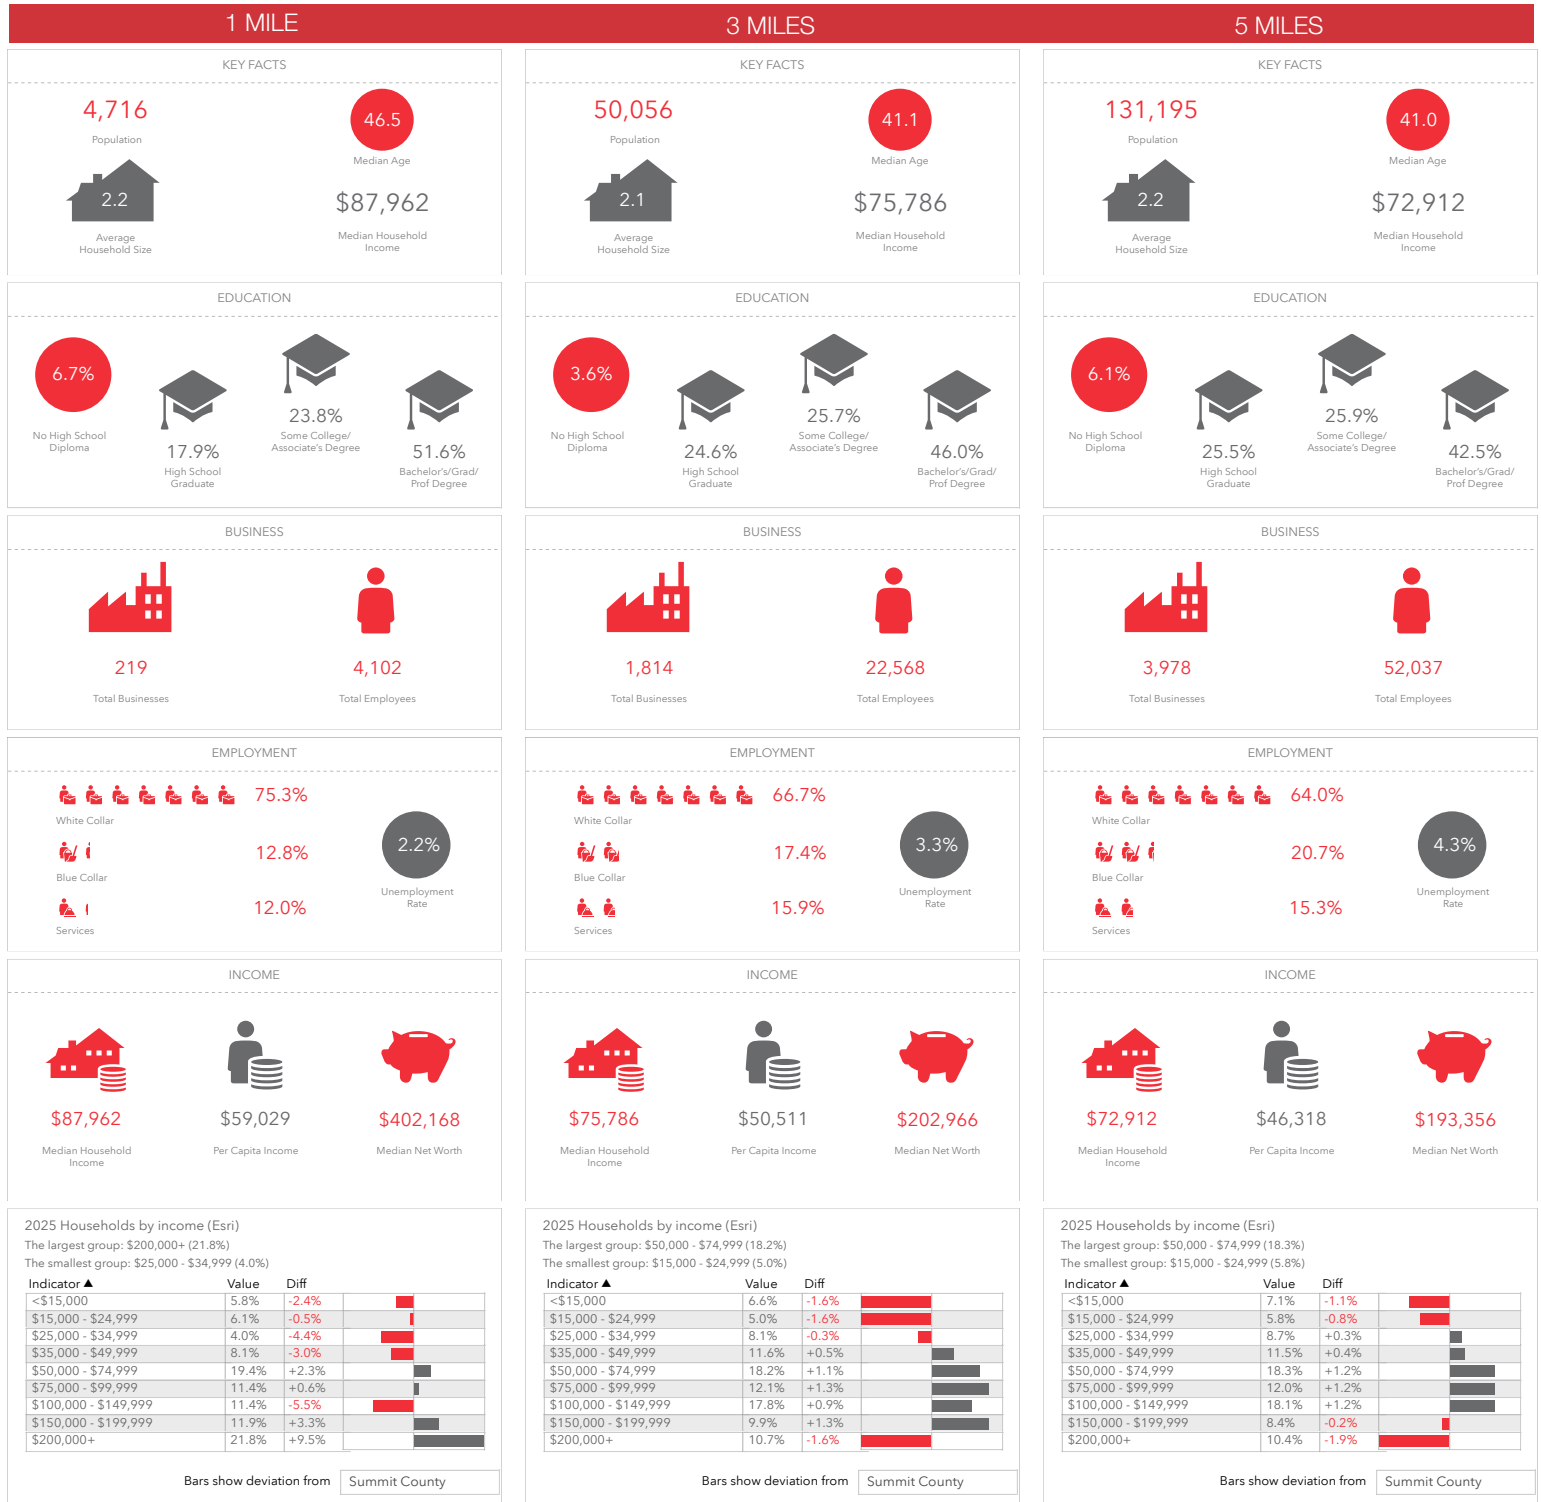 1 MILE
3 MILES
5 MILES
KEY FACTS
4,716
Population
46.5
Median Age
2.2
Average
Household Size
$87,962
Median Household
Income
EDUCATION
6.7%
No High School
Diploma
17.9%
High School
Graduate
23.8%
Some College/
Associate's Degree
51.6%
Bachelor's/Grad/
Prof Degree
BUSINESS
219
Total Businesses
4,102
Total Employees
EMPLOYMENT
75.3%
White Collar
12.8%
Blue Collar
12.0%
Services
2.2%
Unemployment
Rate
INCOME
$87,962
Median Household
Income
$59,029
Per Capita Income
$402,168
Median Net Worth
2025 Households by income (Esri)
The largest group: $200,000+ (21.8%)
The smallest group: $25,000 - $34,999 (4.0%)
Indicator ▲ Value Diff
<$15,000 5.8% -2.4%
$15,000 - $24,999 6.1% -0.5%
$25,000 - $34,999 4.0% -4.4%
$35,000 - $49,999 8.1% -3.0%
$50,000 - $74,999 19.4% +2.3%
$75,000 - $99,999 11.4% +0.6%
$100,000 - $149,999 11.4% -5.5%
$150,000 - $199,999 11.9% +3.3%
$200,000+ 21.8% +9.5%
Bars show deviation from Summit County
KEY FACTS
50,056
Population
41.1
Median Age
2.1
Average
Household Size
$75,786
Median Household
Income
EDUCATION
3.6%
No High School
Diploma
24.6%
High School
Graduate
25.7%
Some College/
Associate's Degree
46.0%
Bachelor's/Grad/
Prof Degree
BUSINESS
1,814
Total Businesses
22,568
Total Employees
EMPLOYMENT
66.7%
White Collar
17.4%
Blue Collar
15.9%
Services
3.3%
Unemployment
Rate
INCOME
$75,786
Median Household
Income
$50,511
Per Capita Income
$202,966
Median Net Worth
2025 Households by income (Esri)
The largest group: $50,000 - $74,999 (18.2%)
The smallest group: $15,000 - $24,999 (5.0%)
Indicator ▲ Value Diff
<$15,000 6.6% -1.6%
$15,000 - $24,999 5.0% -1.6%
$25,000 - $34,999 8.1% -0.3%
$35,000 - $49,999 11.6% +0.5%
$50,000 - $74,999 18.2% +1.1%
$75,000 - $99,999 12.1% +1.3%
$100,000 - $149,999 17.8% +0.9%
$150,000 - $199,999 9.9% +1.3%
$200,000+ 10.7% -1.6%
Bars show deviation from Summit County
KEY FACTS
131,195
Population
41.0
Median Age
2.2
Average
Household Size
$72,912
Median Household
Income
EDUCATION
6.1%
No High School
Diploma
25.5%
High School
Graduate
25.9%
Some College/
Associate's Degree
42.5%
Bachelor's/Grad/
Prof Degree
BUSINESS
3,978
Total Businesses
52,037
Total Employees
EMPLOYMENT
64.0%
White Collar
20.7%
Blue Collar
15.3%
Services
4.3%
Unemployment
Rate
INCOME
$72,912
Median Household
Income
$46,318
Per Capita Income
$193,356
Median Net Worth
2025 Households by income (Esri)
The largest group: $50,000 - $74,999 (18.3%)
The smallest group: $15,000 - $24,999 (5.8%)
Indicator ▲ Value Diff
<$15,000 7.1% -1.1%
$15,000 - $24,999 5.8% -0.8%
$25,000 - $34,999 8.7% +0.3%
$35,000 - $49,999 11.5% +0.4%
$50,000 - $74,999 18.3% +1.2%
$75,000 - $99,999 12.0% +1.2%
$100,000 - $149,999 18.1% +1.2%
$150,000 - $199,999 8.4% -0.2%
$200,000+ 10.4% -1.9%
Bars show deviation from Summit County